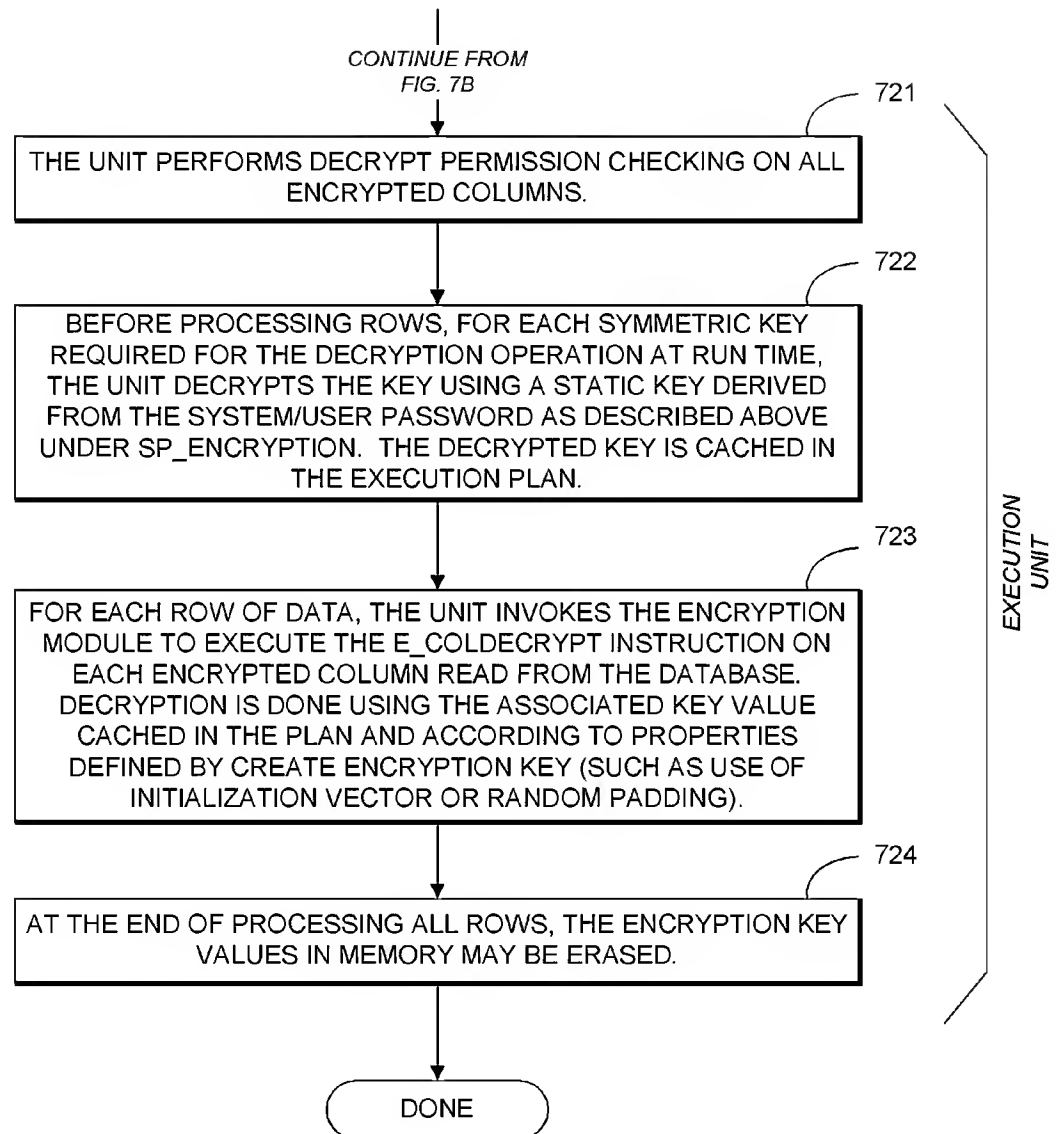 CONTINUE FROM
FIG. 7B
721
THE UNIT PERFORMS DECRYPT PERMISSION CHECKING ON ALL
ENCRYPTED COLUMNS.
722
BEFORE PROCESSING ROWS, FOR EACH SYMMETRIC KEY
REQUIRED FOR THE DECRYPTION OPERATION AT RUN TIME,
THE UNIT DECRYPTS THE KEY USING A STATIC KEY DERIVED
FROM THE SYSTEM/USER PASSWORD AS DESCRIBED ABOVE
UNDER SP_ENCRYPTION. THE DECRYPTED KEY IS CACHED IN
THE EXECUTION PLAN.
723
FOR EACH ROW OF DATA, THE UNIT INVOKES THE ENCRYPTION
MODULE TO EXECUTE THE E_COLDECRYPT INSTRUCTION ON
EACH ENCRYPTED COLUMN READ FROM THE DATABASE.
DECRYPTION IS DONE USING THE ASSOCIATED KEY VALUE
CACHED IN THE PLAN AND ACCORDING TO PROPERTIES
DEFINED BY CREATE ENCRYPTION KEY (SUCH AS USE OF
INITIALIZATION VECTOR OR RANDOM PADDING).
724
AT THE END OF PROCESSING ALL ROWS, THE ENCRYPTION KEY
VALUES IN MEMORY MAY BE ERASED.
DONE
EXECUTION
UNIT